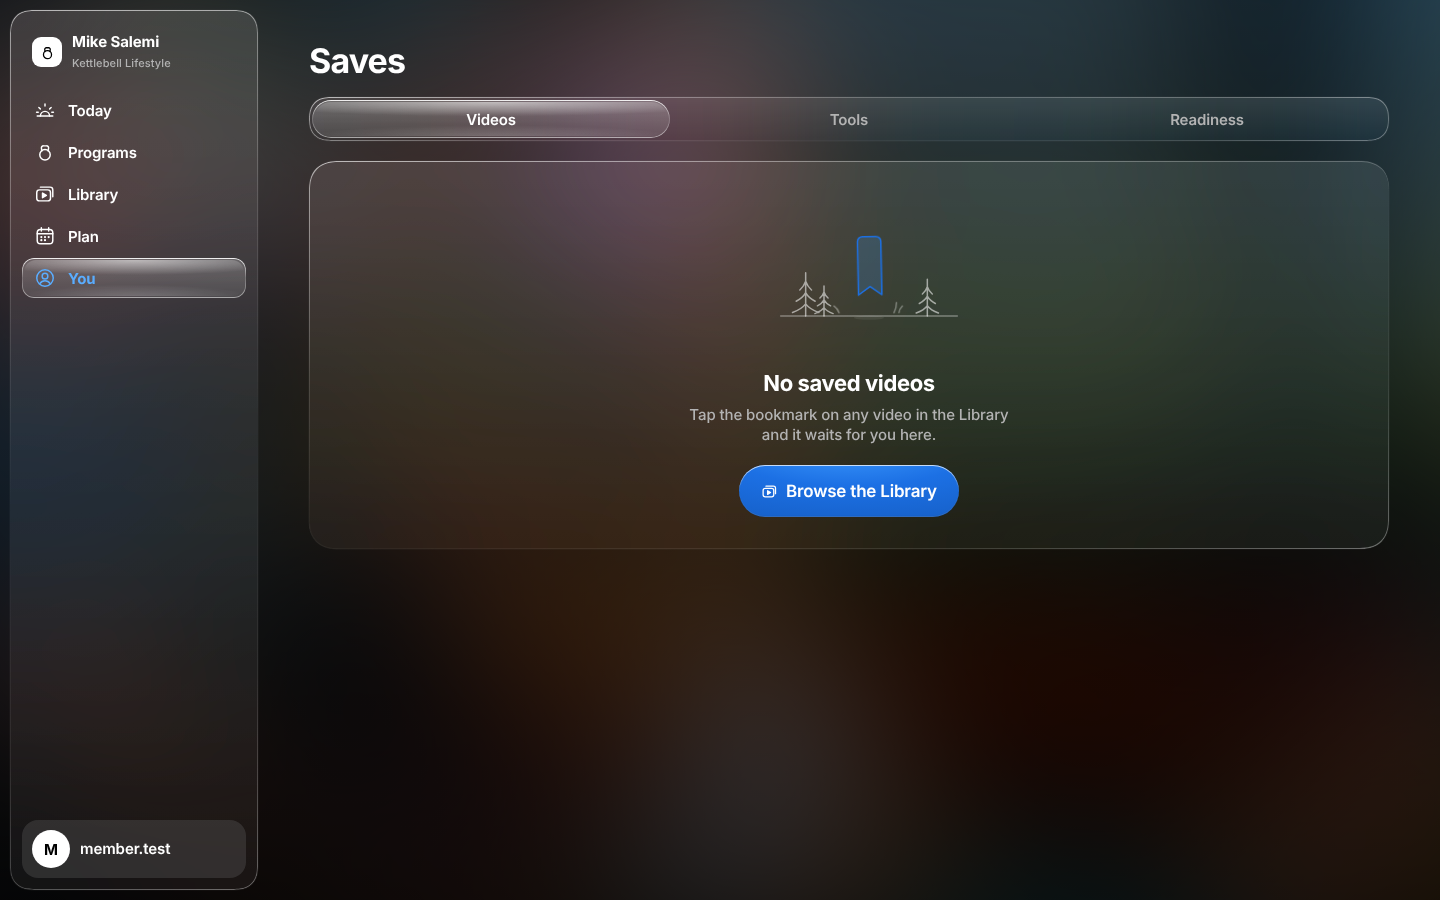 Mike Salemi
Kettlebell Lifestyle
Today
Programs
Library
Plan
You
member.test
M
Saves
Videos
Tools
Readiness
No saved videos
Tap the bookmark on any video in the Library
and it waits for you here.
Browse the Library